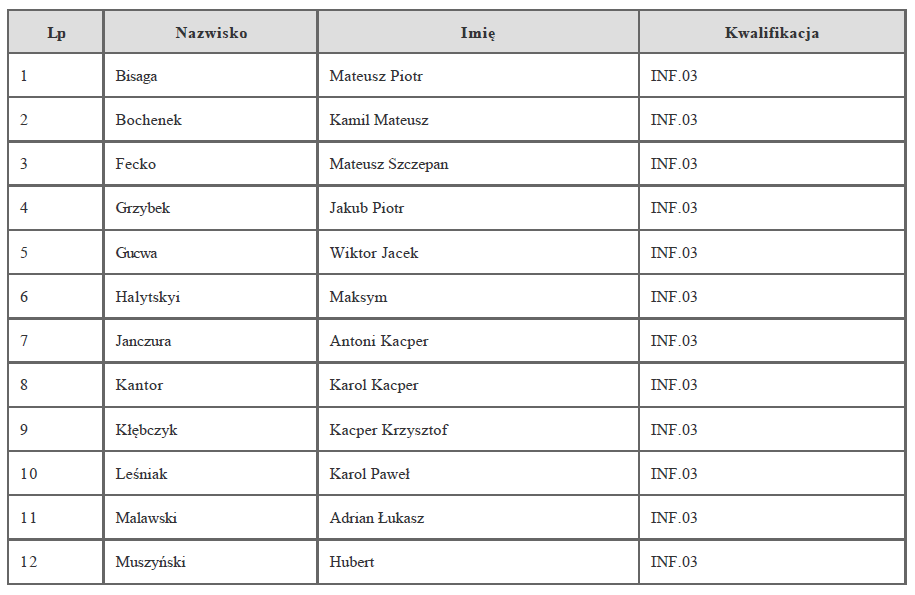 Lp Nazwisko Imię Kwalifikacja
1 Bisaga Mateusz Piotr INF.03
2 Bochenek Kamil Mateusz INF.03
3 Fecko Mateusz Szczepan INF.03
4 Grzybek Jakub Piotr INF.03
5 Gucwa Wiktor Jacek INF.03
6 Halytskyi Maksym INF.03
7 Janczura Antoni Kacper INF.03
8 Kantor Karol Kacper INF.03
9 Kłębczyk Kacper Krzysztof INF.03
10 Leśniak Karol Paweł INF.03
11 Malawski Adrian Łukasz INF.03
12 Muszyński Hubert INF.03